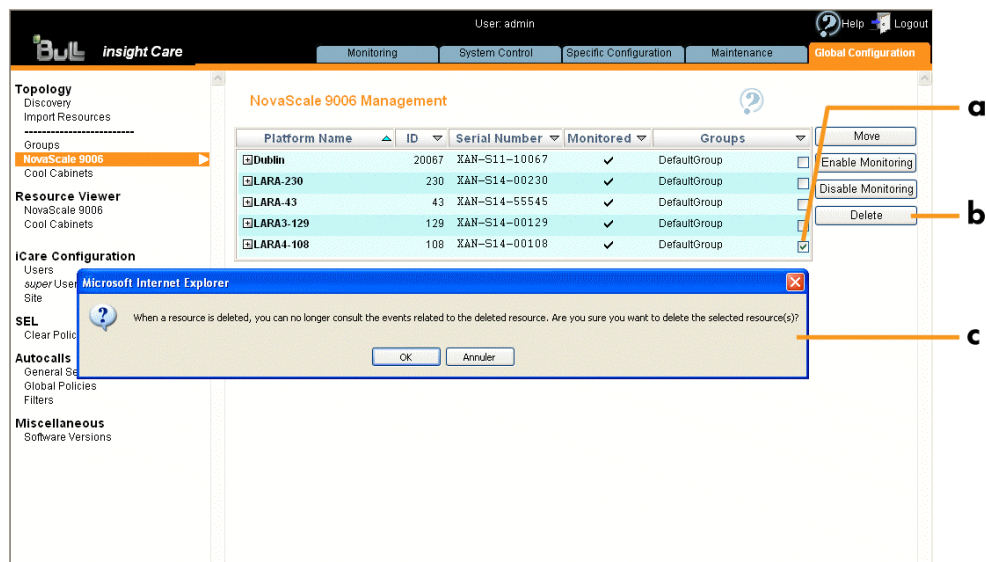 User: admin
Help Logout
Bull insight Care
Monitoring System Control Specific Configuration Maintenance Global Configuration
Topology
Discovery
Import Resources
-------------------------
Groups
NovaScale 9006
Cool Cabinets
Resource Viewer
NovaScale 9006
Cool Cabinets
iCare Configuration
Users
super User
Site
SEL
Clear Polic
Autocalls
General Se
Global Policies
Filters
Miscellaneous
Software Versions
NovaScale 9006 Management
Platform Name ID Serial Number Monitored Groups
Dublin 20067 XAN-S11-10067 DefaultGroup
LARA-230 230 XAN-S14-00230 DefaultGroup
LARA-43 43 XAN-S14-55545 DefaultGroup
LARA3-129 129 XAN-S14-00129 DefaultGroup
LARA4-108 108 XAN-S14-00108 DefaultGroup
Move
Enable Monitoring
Disable Monitoring
Delete
Microsoft Internet Explorer
When a resource is deleted, you can no longer consult the events related to the deleted resource. Are you sure you want to delete the selected resource(s)?
OK Annuler
a
b
c